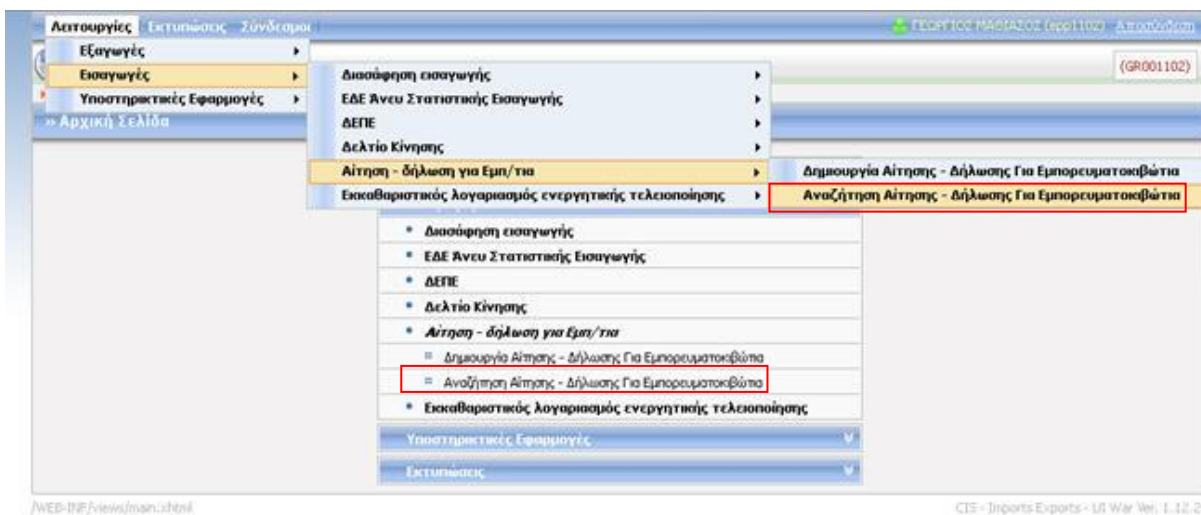 Λειτουργίες Εκτυπώσεις Σύνδεσμοι
ΓΕΩΡΓΙΟΣ (epp1102) Αποσύνδεση
Εξαγωγές
Εισαγωγές
Υποστηρικτικές Εφαρμογές
(GR001102)
» Αρχική Σελίδα
Διασάφηση εισαγωγής
ΕΔΕ Άνευ Στατιστικής Εισαγωγής
ΔΕΠΕ
Δελτίο Κίνησης
Αίτηση - δήλωση για Εμπ/τια
Εκκαθαριστικός λογαριασμός ενεργητικής τελειοποίησης
Δημιουργία Αίτησης - Δήλωσης Για Εμπορευματοκιβώτια
Αναζήτηση Αίτησης - Δήλωσης Για Εμπορευματοκιβώτια
Διασάφηση εισαγωγής
ΕΔΕ Άνευ Στατιστικής Εισαγωγής
ΔΕΠΕ
Δελτίο Κίνησης
Αίτηση - δήλωση για Εμπ/τια
Δημιουργία Αίτησης - Δήλωσης Για Εμπορευματοκιβώτια
Αναζήτηση Αίτησης - Δήλωσης Για Εμπορευματοκιβώτια
Εκκαθαριστικός λογαριασμός ενεργητικής τελειοποίησης
Υποστηρικτικές Εφαρμογές
Εκτυπώσεις
/WEB-INF/views/main.xhtml
CIS - Imports Exports - UI War Ver. 1.12.2